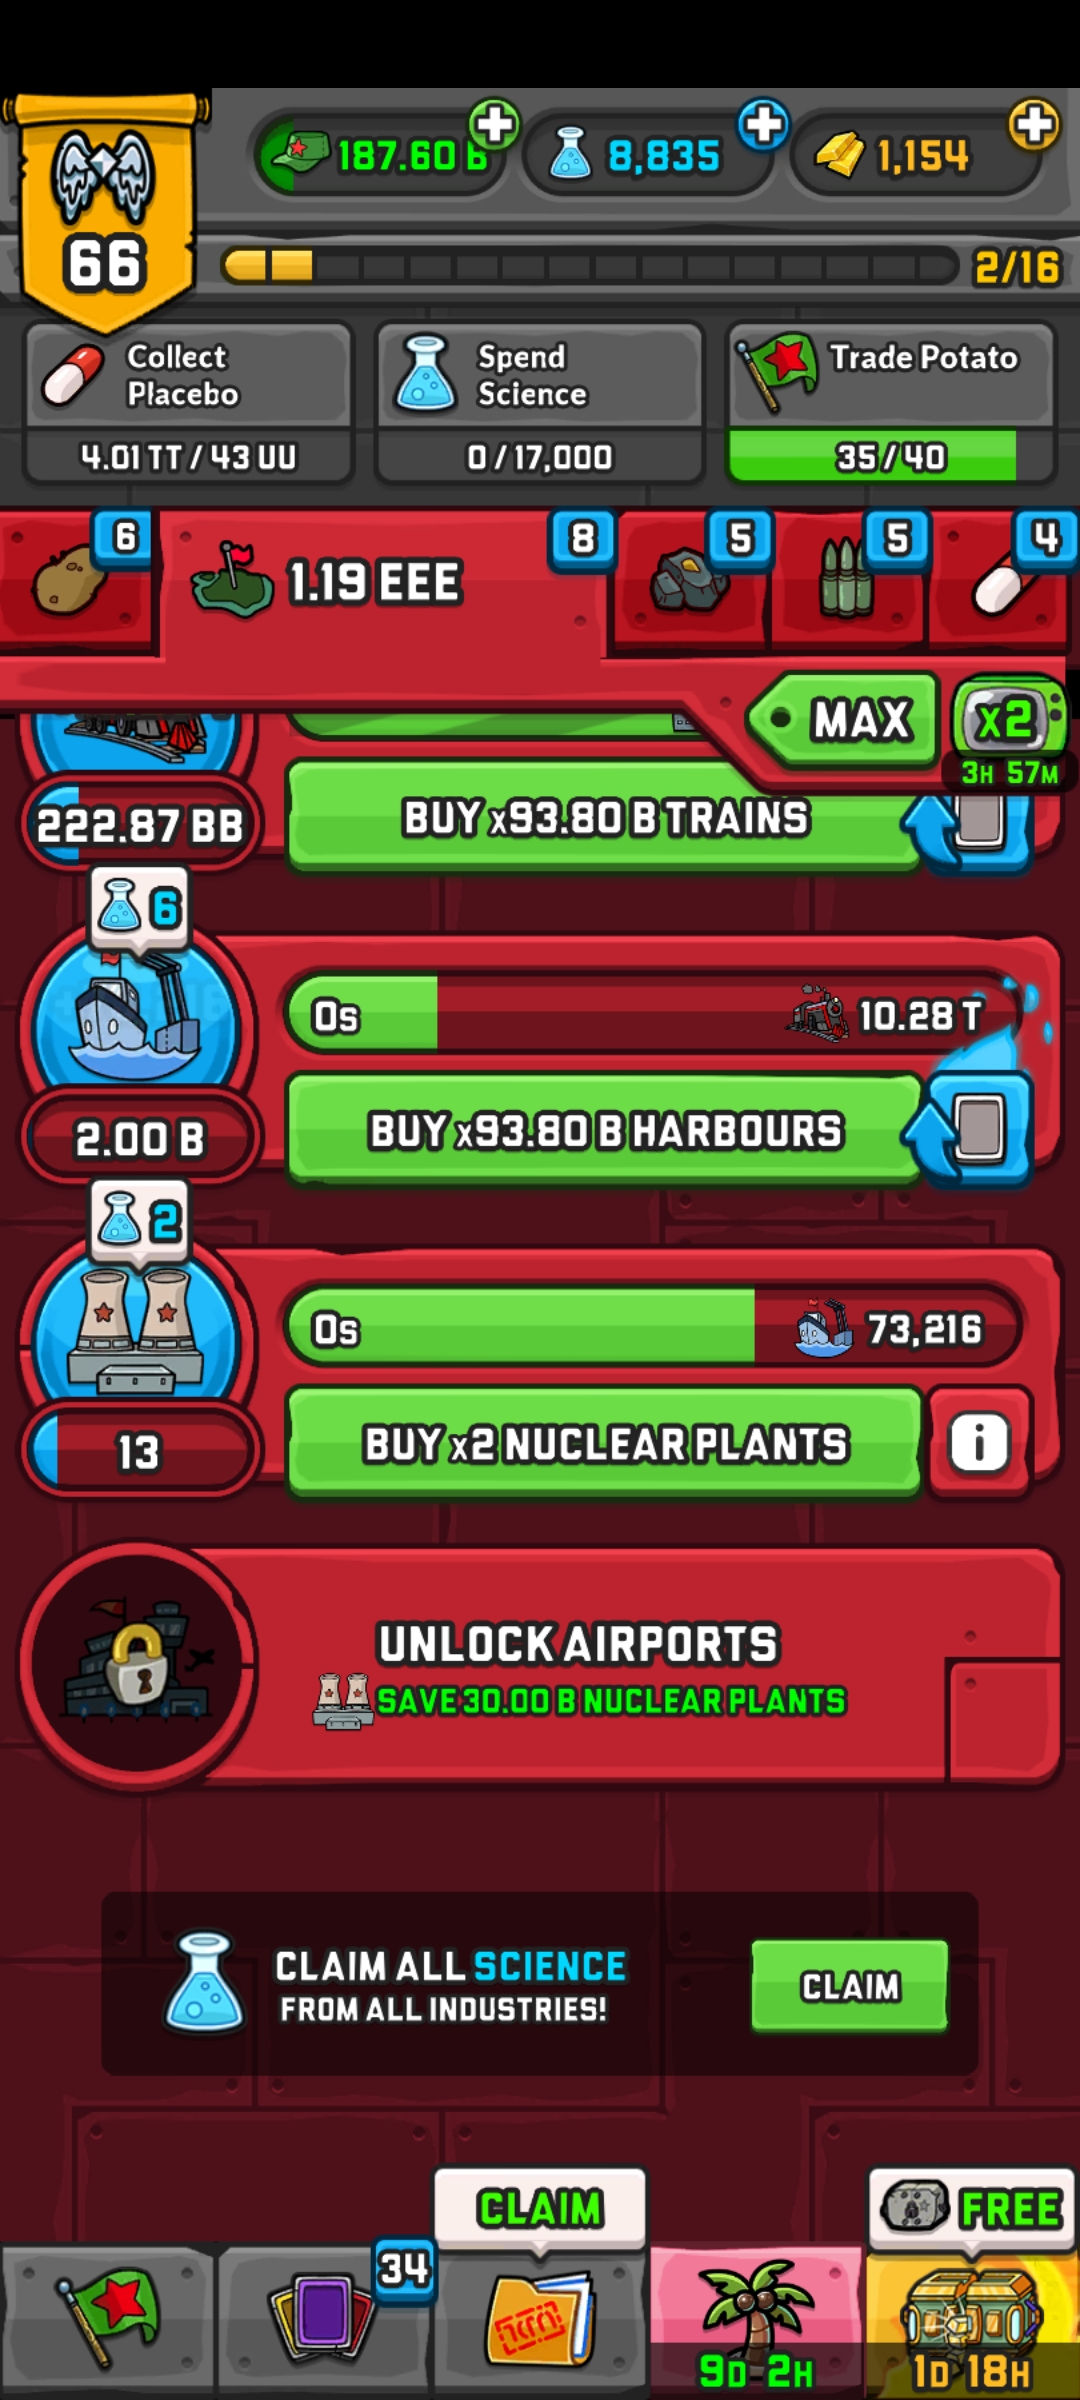 187.60 B
8,835
1,154
66
2/16
Collect
Placebo
4.01 TT / 43 UU
Spend
Science
0 / 17,000
Trade Potato
35 / 40
6
1.19 EEE
8
5
5
4
MAX
x2
3H 57M
222.87 BB
BUY x93.80 B TRAINS
6
0s
10.28 T
2.00 B
BUY x93.80 B HARBOURS
2
0s
73,216
13
BUY x2 NUCLEAR PLANTS
i
UNLOCK AIRPORTS
SAVE 30.00 B NUCLEAR PLANTS
CLAIM ALL SCIENCE
FROM ALL INDUSTRIES!
CLAIM
CLAIM
FREE
34
9D 2H
1D 18H